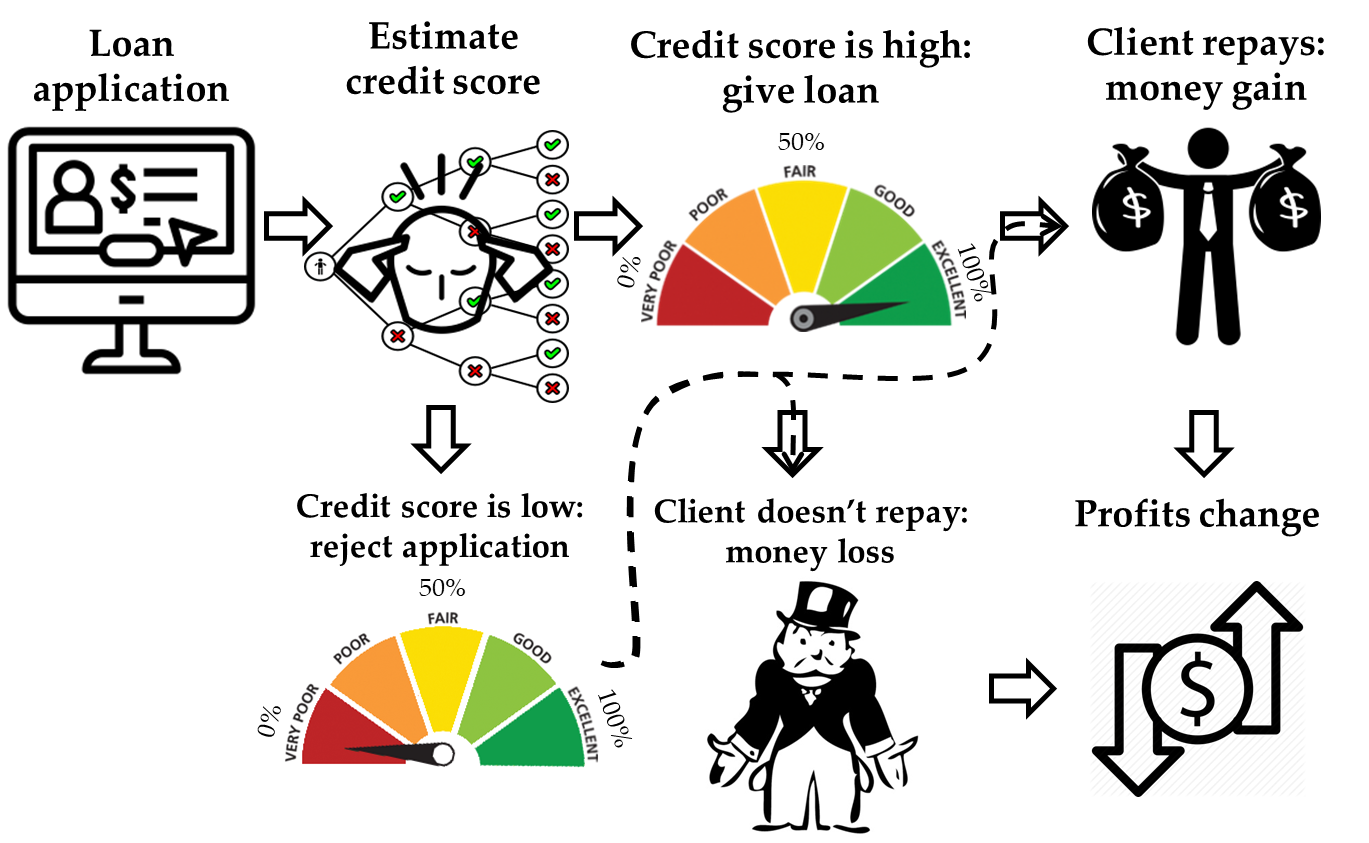 Loan
application
Estimate
credit score
Credit score is high:
give loan
Client repays:
money gain
$
50%
FAIR
POOR
GOOD
VERY POOR
EXCELLENT
0%
100%
$
$
Credit score is low:
reject application
Client doesn’t repay:
money loss
Profits change
50%
FAIR
POOR
GOOD
VERY POOR
EXCELLENT
0%
100%
$